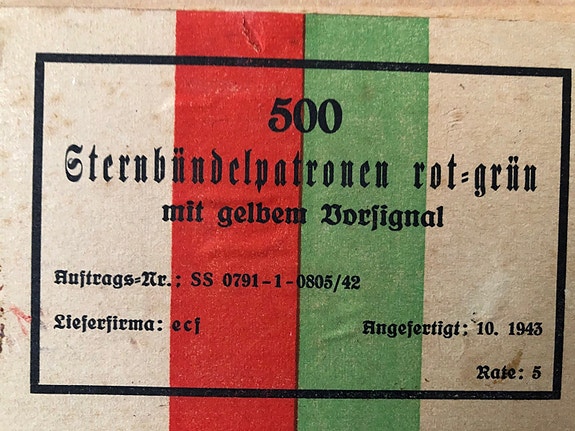 500
Sternbündelpatronen rot=grün
mit gelbem Vorsignal
Auftrags=Nr.: SS 0791-1-0805/42
Lieferfirma: ecf
Angefertigt: 10. 1943
Rate: 5